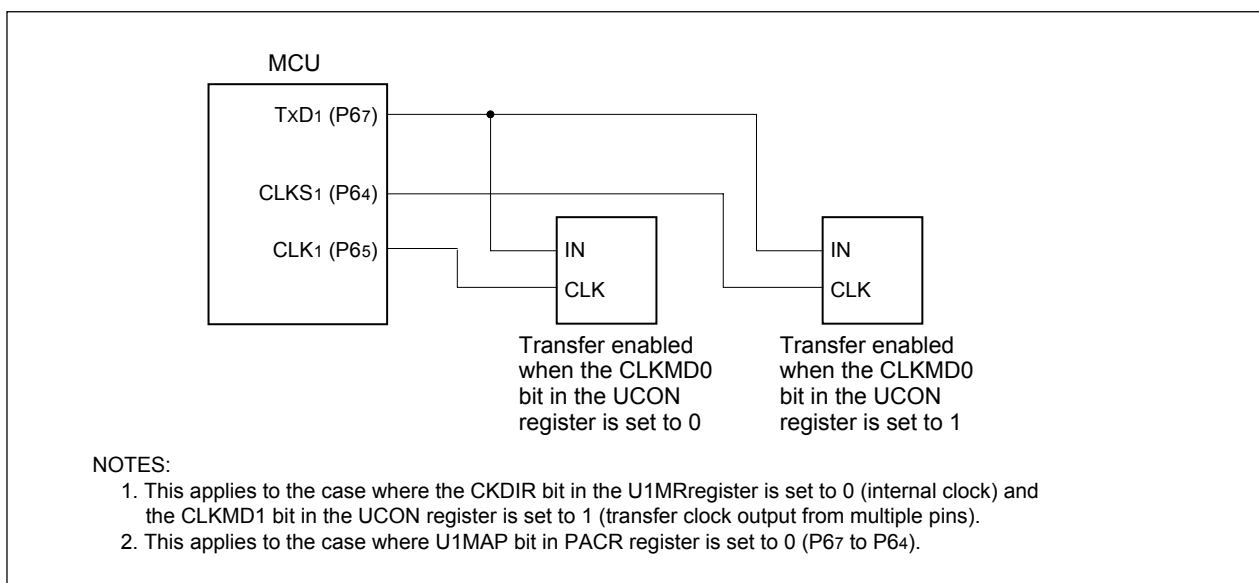 MCU
TxD1 (P67)
CLKS1 (P64)
CLK1 (P65)
IN
CLK
IN
CLK
Transfer enabled
when the CLKMD0
bit in the UCON
register is set to 0
Transfer enabled
when the CLKMD0
bit in the UCON
register is set to 1
NOTES:
1. This applies to the case where the CKDIR bit in the U1MRregister is set to 0 (internal clock) and
the CLKMD1 bit in the UCON register is set to 1 (transfer clock output from multiple pins).
2. This applies to the case where U1MAP bit in PACR register is set to 0 (P67 to P64).